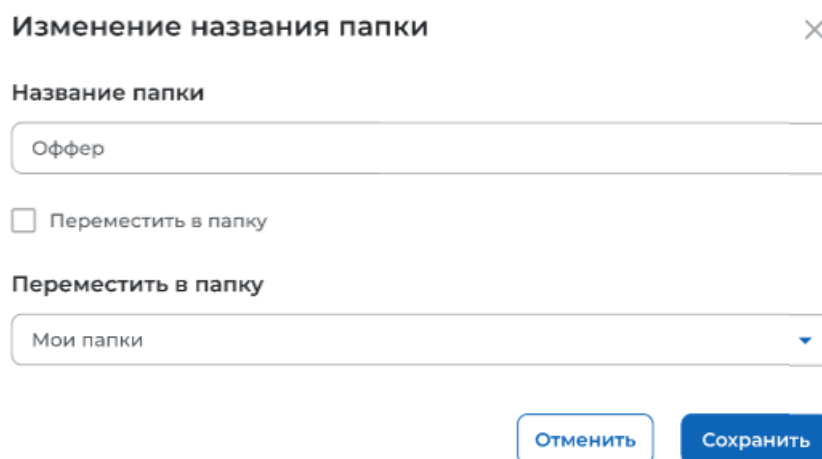 Изменение названия папки
Название папки
Оффер
Переместить в папку
Переместить в папку
Мои папки
Отменить Сохранить